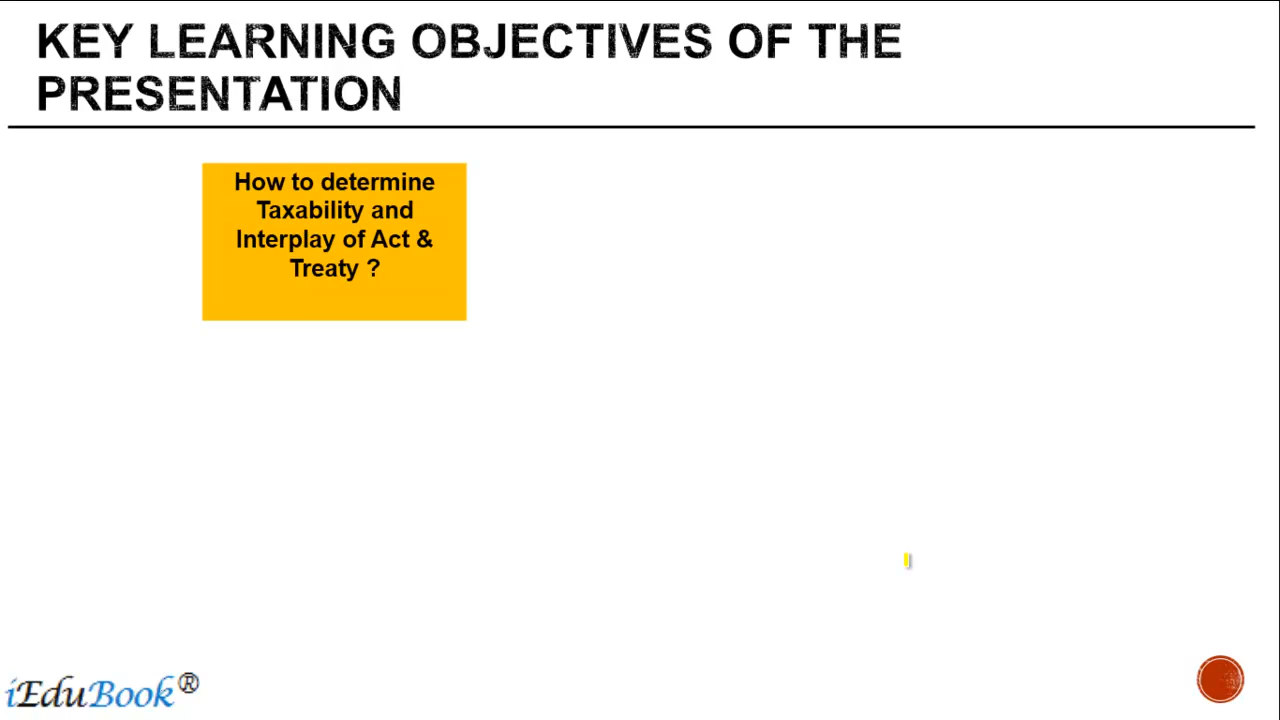 KEY LEARNING OBJECTIVES OF THE
PRESENTATION
How to determine
Taxability and
Interplay of Act &
Treaty ?
iEduBook®